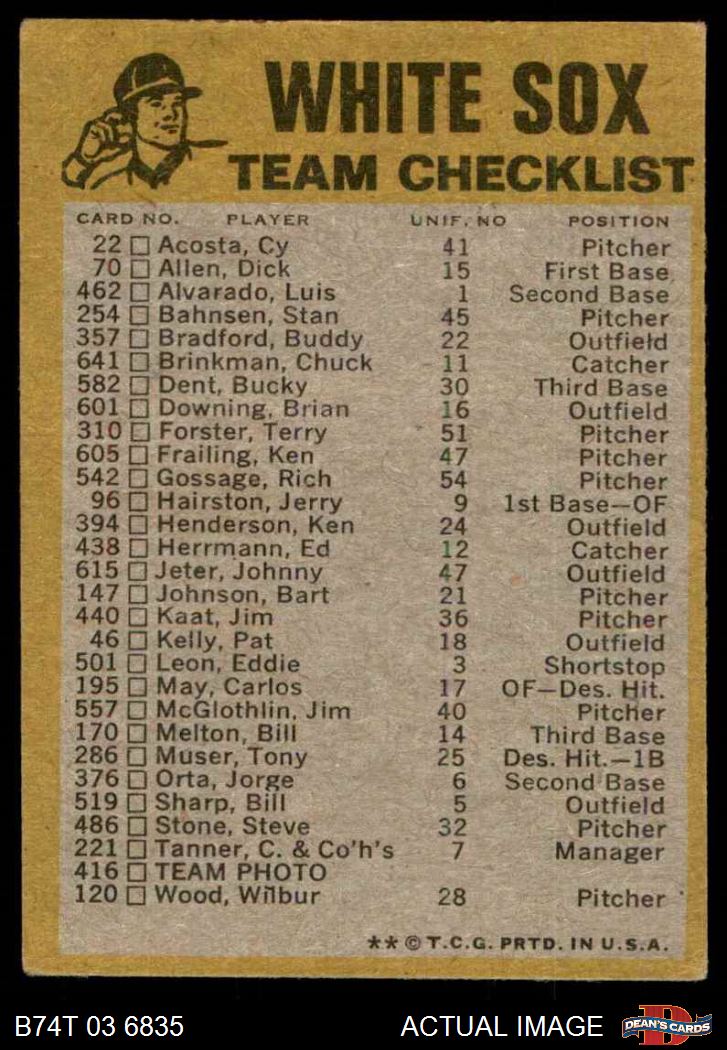 WHITE SOX
TEAM CHECKLIST
CARD NO. PLAYER UNIF. NO POSITION
22 □ Acosta, Cy 41 Pitcher
70 □ Allen, Dick 15 First Base
462 □ Alvarado, Luis 1 Second Base
254 □ Bahnsen, Stan 45 Pitcher
357 □ Bradford, Buddy 22 Outfield
641 □ Brinkman, Chuck 11 Catcher
582 □ Dent, Bucky 30 Third Base
601 □ Downing, Brian 16 Outfield
310 □ Forster, Terry 51 Pitcher
605 □ Frailing, Ken 47 Pitcher
542 □ Gossage, Rich 54 Pitcher
96 □ Hairston, Jerry 9 1st Base—OF
394 □ Henderson, Ken 24 Outfield
438 □ Herrmann, Ed 12 Catcher
615 □ Jeter, Johnny 47 Outfield
147 □ Johnson, Bart 21 Pitcher
440 □ Kaat, Jim 36 Pitcher
46 □ Kelly, Pat 18 Outfield
501 □ Leon, Eddie 3 Shortstop
195 □ May, Carlos 17 OF—Des. Hit.
557 □ McGlothlin, Jim 40 Pitcher
170 □ Melton, Bill 14 Third Base
286 □ Muser, Tony 25 Des. Hit.—1B
376 □ Orta, Jorge 6 Second Base
519 □ Sharp, Bill 5 Outfield
486 □ Stone, Steve 32 Pitcher
221 □ Tanner, C. & Co'h's 7 Manager
416 □ TEAM PHOTO
120 □ Wood, Wilbur 28 Pitcher
**© T.C.G. PRTD. IN U.S.A.
B74T 03 6835 ACTUAL IMAGE D DEAN'S CARDS